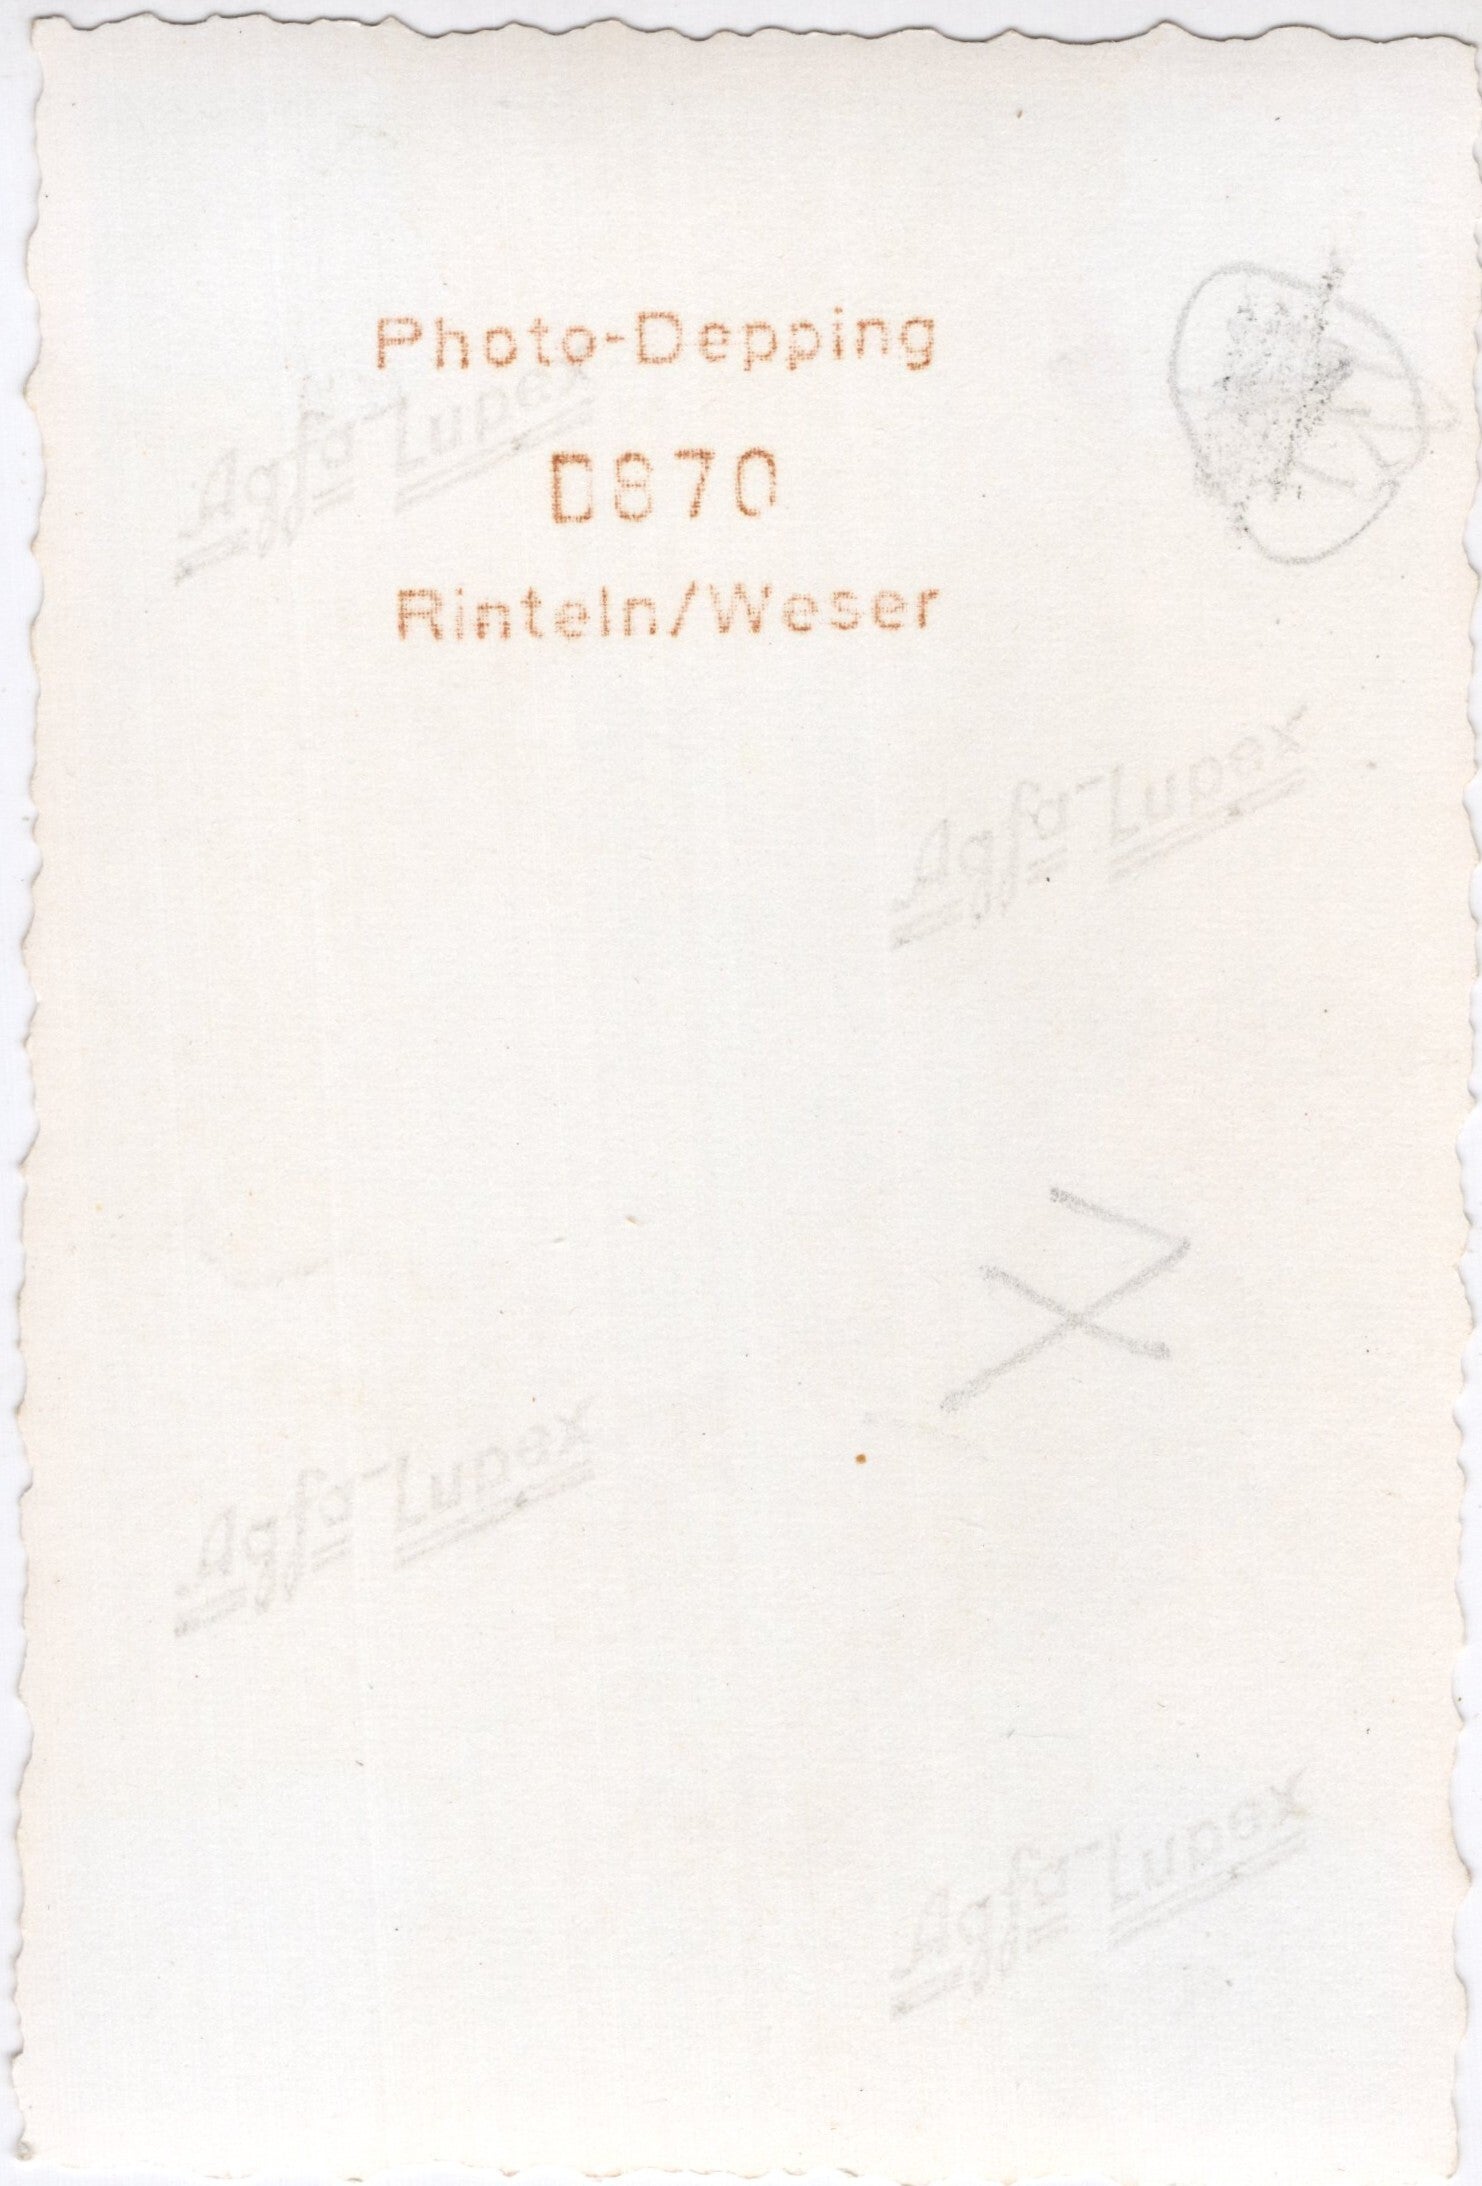 Photo-Depping
Agfa-Lupex
D870
Rinteln/Weser
Agfa-Lupex
Agfa-Lupex
Agfa-Lupex